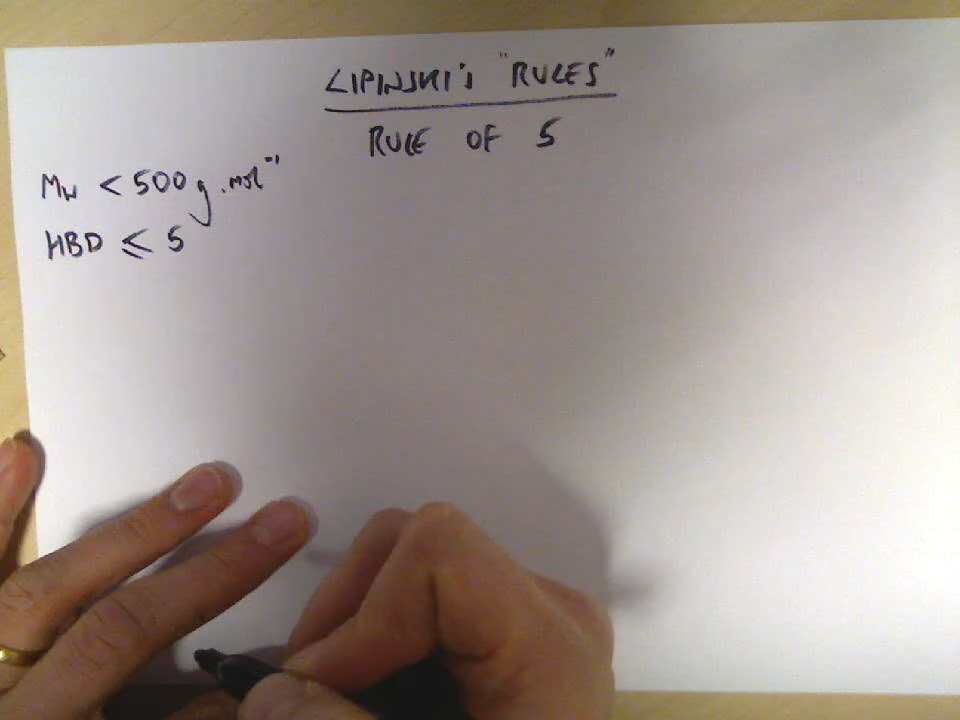 LIPINSKI'S "RULES"
RULE OF 5
Mw < 500 g.mol⁻¹
HBD ≤ 5